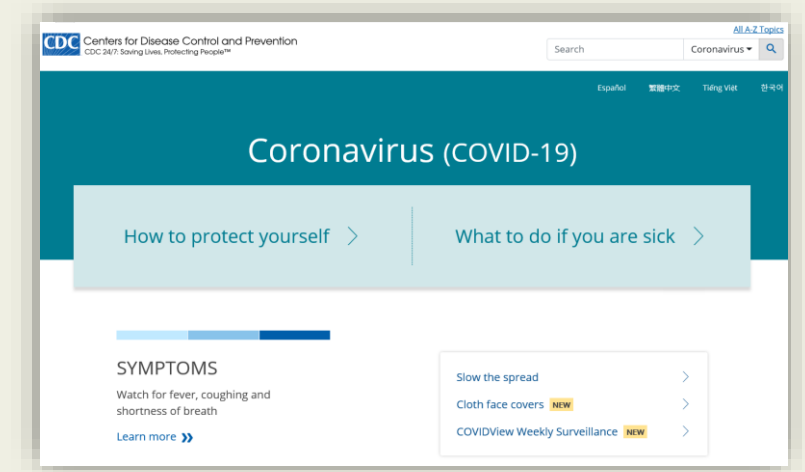 All A-Z Topics
CDC Centers for Disease Control and Prevention
CDC 24/7: Saving Lives, Protecting People™
Search Coronavirus
Español 繁體中文 Tiếng Việt 한국어
Coronavirus (COVID-19)
How to protect yourself What to do if you are sick
SYMPTOMS
Watch for fever, coughing and
shortness of breath
Learn more
Slow the spread
Cloth face covers NEW
COVIDView Weekly Surveillance NEW